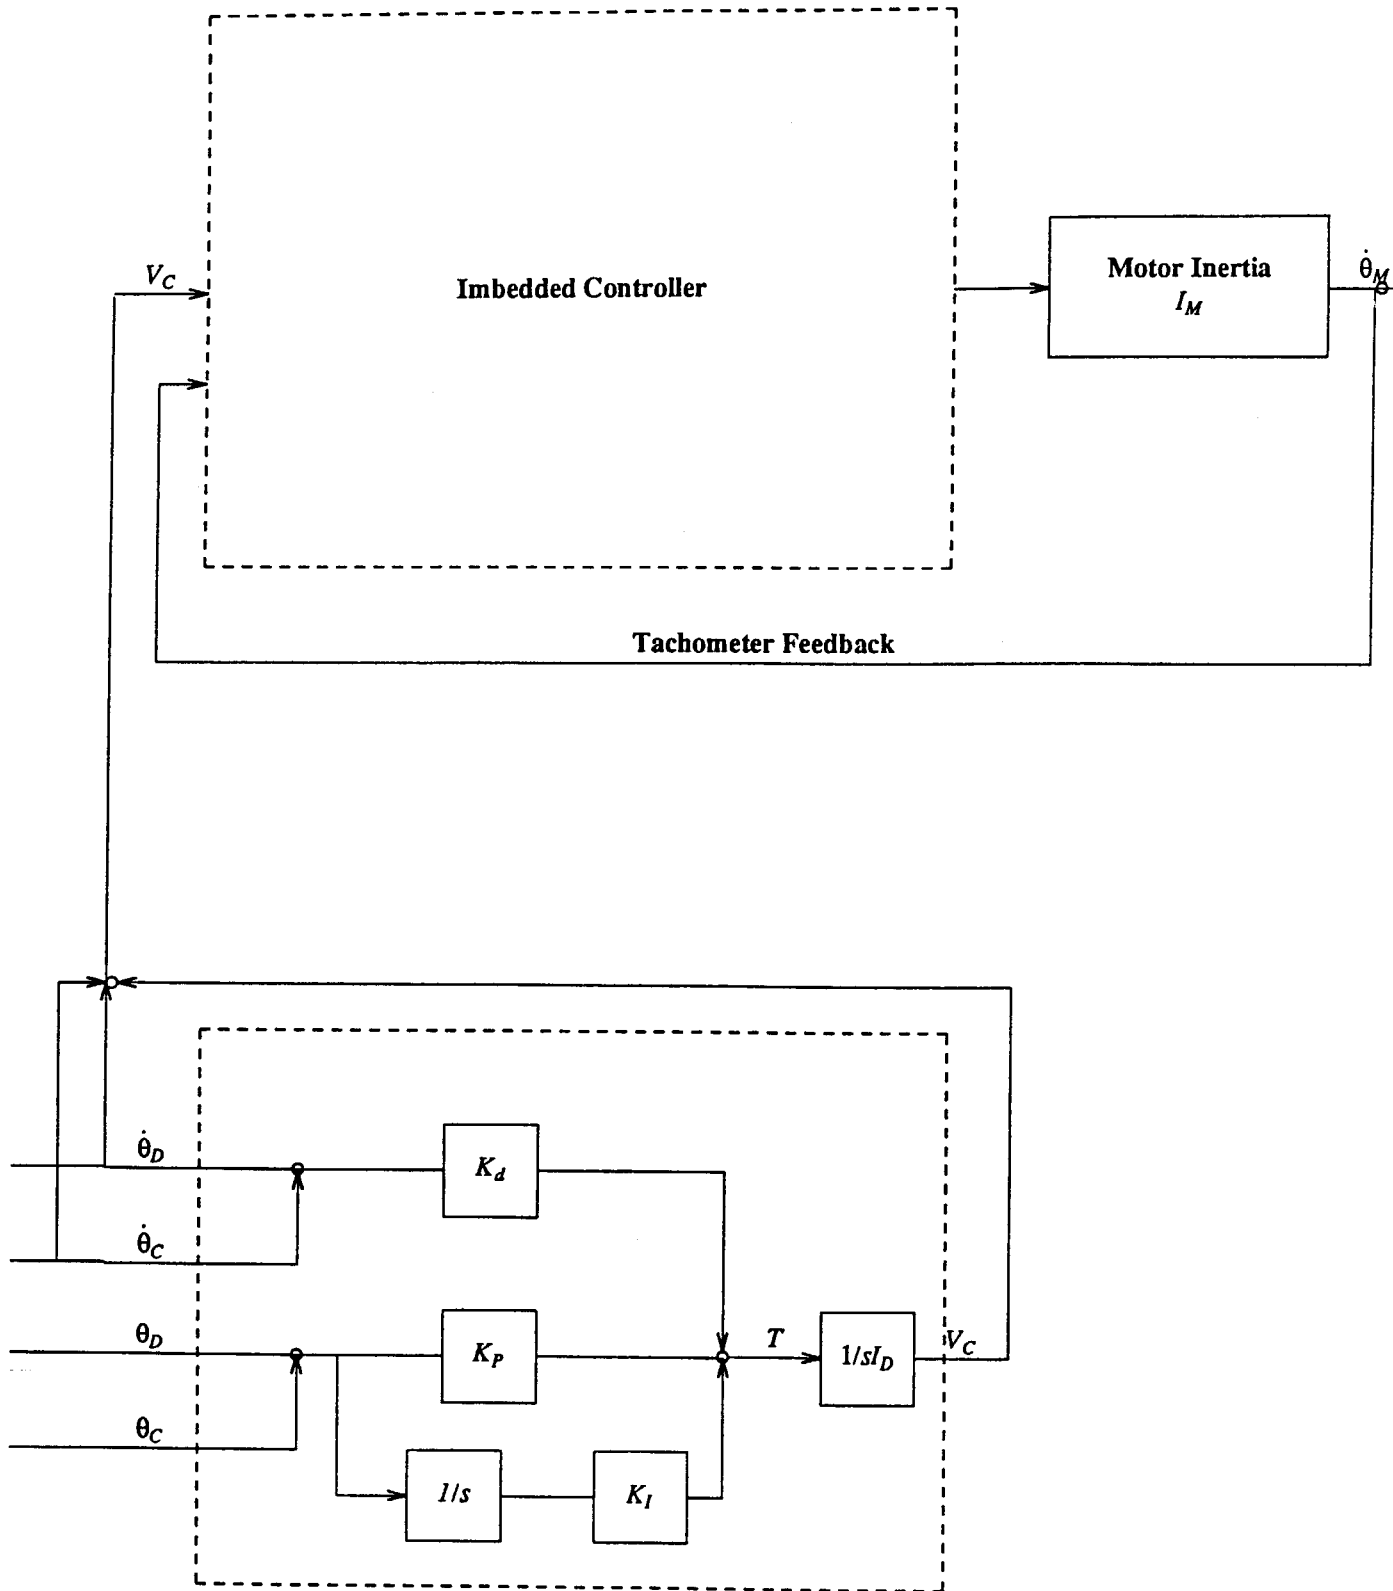 V_C
Imbedded Controller
Motor Inertia
I_M
θ̇_M
Tachometer Feedback
θ̇_D
K_d
θ̇_C
θ_D
K_P
T
1/sI_D
V_C
θ_C
1/s
K_I